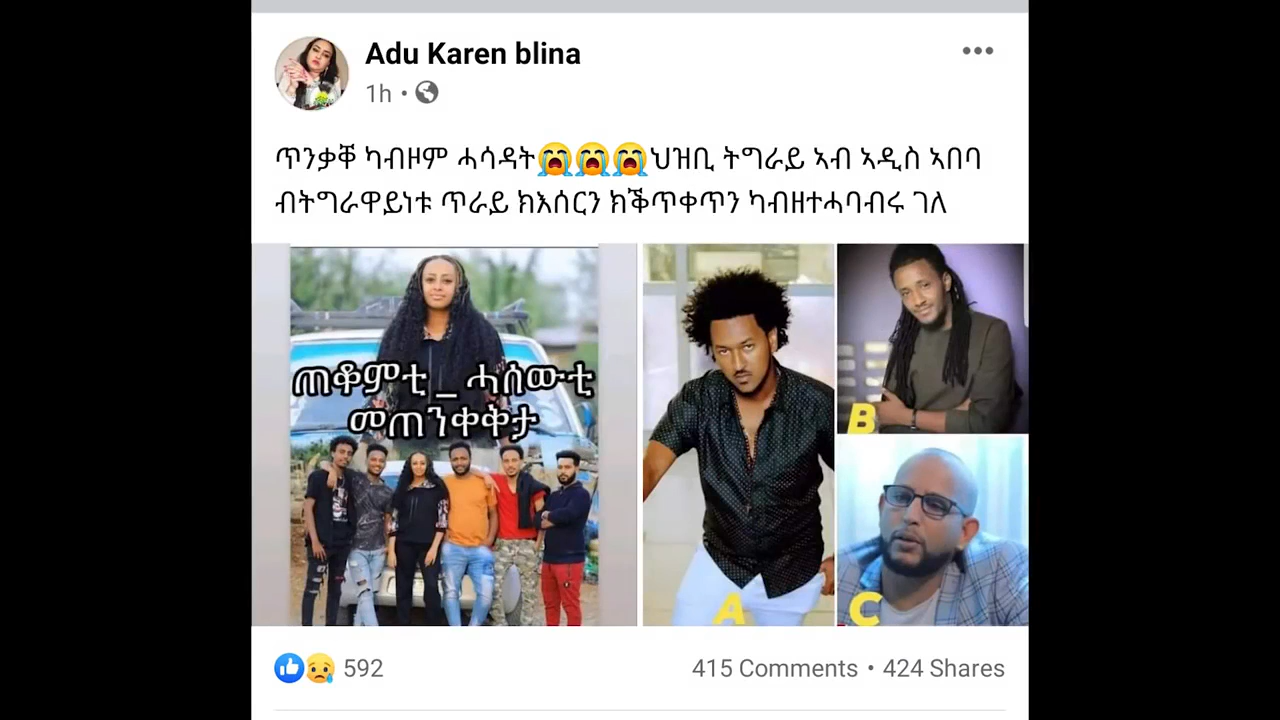 Adu Karen blina
1h
ጥንቃቐ ካብዞም ሓሳዳት😭😭😭ህዝቢ ትግራይ ኣብ ኣዲስ ኣበባ
ብትግራዋይነቱ ጥራይ ክእሰርን ክቕጥቀጥን ካብዘተሓባብሩ ገለ
ጠቆምቲ _ ሓሰውቲ
መጠንቀቅታ
A
B
C
592
415 Comments • 424 Shares